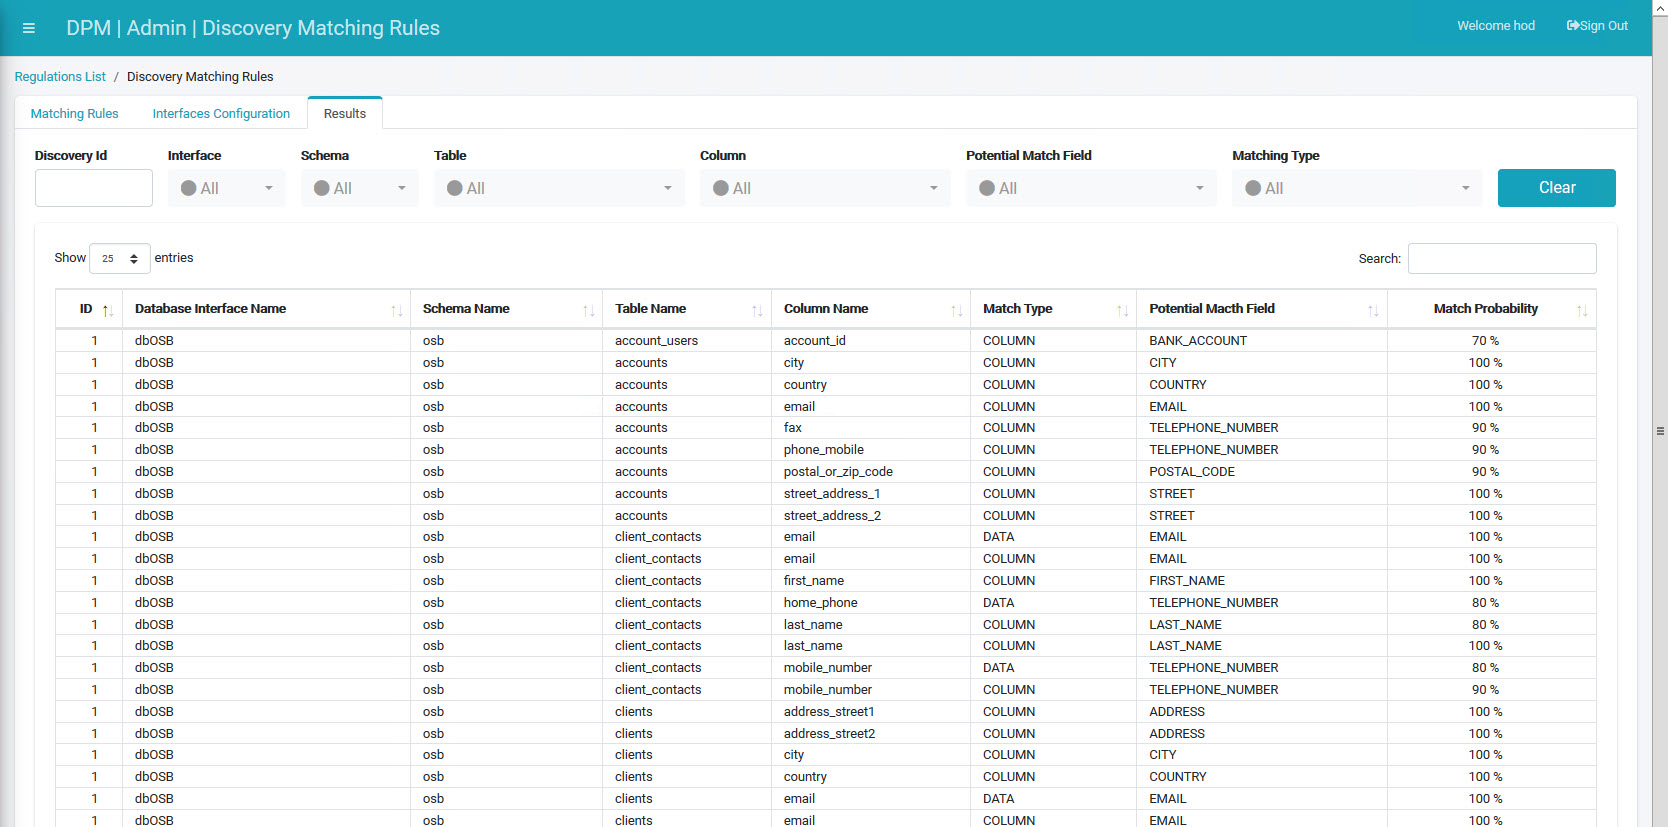 DPM | Admin | Discovery Matching Rules
Welcome hod
Sign Out
Regulations List / Discovery Matching Rules
Matching Rules Interfaces Configuration Results
Discovery Id Interface Schema Table Column Potential Match Field Matching Type
All All All All All All Clear
Show 25 entries Search:
ID Database Interface Name Schema Name Table Name Column Name Match Type Potential Macth Field Match Probability
1 dbOSB osb account_users account_id COLUMN BANK_ACCOUNT 70 %
1 dbOSB osb accounts city COLUMN CITY 100 %
1 dbOSB osb accounts country COLUMN COUNTRY 100 %
1 dbOSB osb accounts email COLUMN EMAIL 100 %
1 dbOSB osb accounts fax COLUMN TELEPHONE_NUMBER 90 %
1 dbOSB osb accounts phone_mobile COLUMN TELEPHONE_NUMBER 90 %
1 dbOSB osb accounts postal_or_zip_code COLUMN POSTAL_CODE 90 %
1 dbOSB osb accounts street_address_1 COLUMN STREET 100 %
1 dbOSB osb accounts street_address_2 COLUMN STREET 100 %
1 dbOSB osb client_contacts email DATA EMAIL 100 %
1 dbOSB osb client_contacts email COLUMN EMAIL 100 %
1 dbOSB osb client_contacts first_name COLUMN FIRST_NAME 100 %
1 dbOSB osb client_contacts home_phone DATA TELEPHONE_NUMBER 80 %
1 dbOSB osb client_contacts last_name COLUMN LAST_NAME 80 %
1 dbOSB osb client_contacts last_name COLUMN LAST_NAME 100 %
1 dbOSB osb client_contacts mobile_number DATA TELEPHONE_NUMBER 80 %
1 dbOSB osb client_contacts mobile_number COLUMN TELEPHONE_NUMBER 90 %
1 dbOSB osb clients address_street1 COLUMN ADDRESS 100 %
1 dbOSB osb clients address_street2 COLUMN ADDRESS 100 %
1 dbOSB osb clients city COLUMN CITY 100 %
1 dbOSB osb clients country COLUMN COUNTRY 100 %
1 dbOSB osb clients email DATA EMAIL 100 %
1 dbOSB osb clients email COLUMN EMAIL 100 %